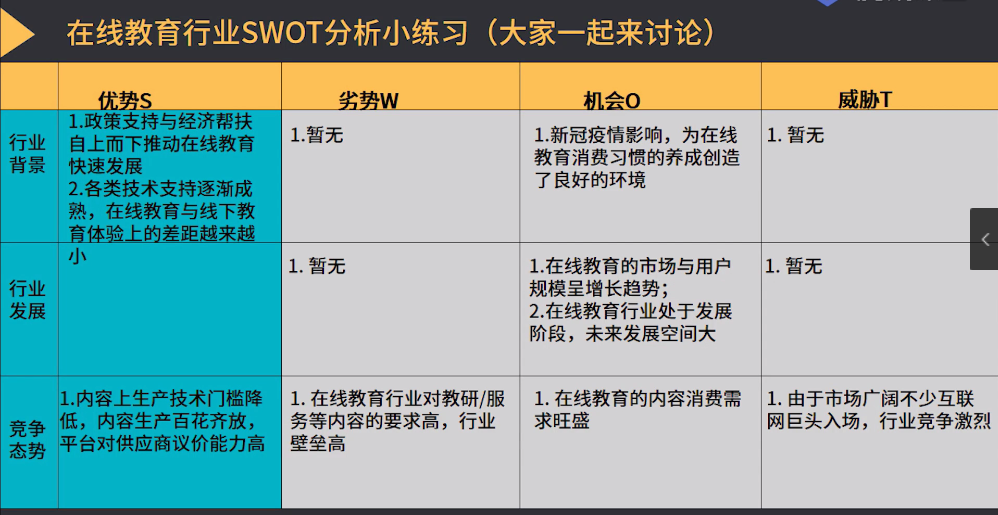 在线教育行业SWOT分析小练习（大家一起来讨论）
优势S
劣势W
机会O
威胁T
行业
背景
1.政策支持与经济帮扶
自上而下推动在线教育
快速发展
2.各类技术支持逐渐成
熟，在线教育与线下教
育体验上的差距越来越
小
1.暂无
1.新冠疫情影响，为在线
教育消费习惯的养成创造
了良好的环境
1. 暂无
行业
发展
1. 暂无
1.在线教育的市场与用户
规模呈增长趋势；
2.在线教育行业处于发展
阶段，未来发展空间大
1. 暂无
竞争
态势
1.内容上生产技术门槛降
低，内容生产百花齐放，
平台对供应商议价能力高
1. 在线教育行业对教研/服
务等内容的要求高，行业
壁垒高
1. 在线教育的内容消费需
求旺盛
1. 由于市场广阔不少互联
网巨头入场，行业竞争激烈